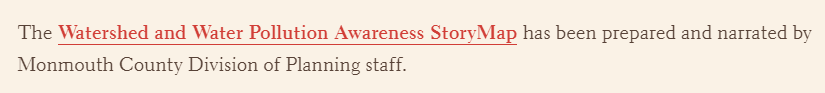 The Watershed and Water Pollution Awareness StoryMap has been prepared and narrated by
Monmouth County Division of Planning staff.